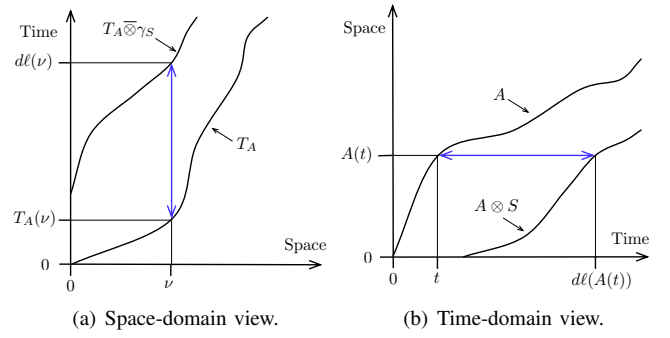 Time
T_A ⊗̅ γ_S
dℓ(ν)
T_A
T_A(ν)
Space
0
0
ν
(a) Space-domain view.
Space
A
A(t)
A ⊗ S
Time
0
0
t
dℓ(A(t))
(b) Time-domain view.